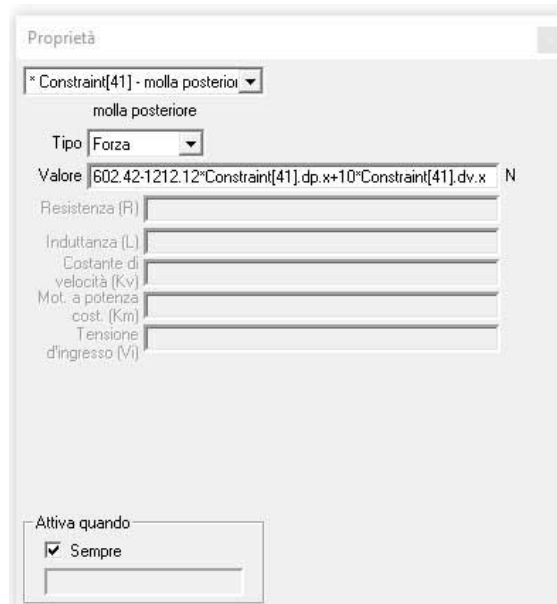 Proprietà
* Constraint[41] - molla posterior
molla posteriore
Tipo Forza
Valore 602.42-1212.12*Constraint[41].dp.x+10*Constraint[41].dv.x N
Resistenza (R)
Induttanza (L)
Costante di
velocità (Kv)
Mot. a potenza
cost. (Km)
Tensione
d'ingresso (Vi)
Attiva quando
Sempre